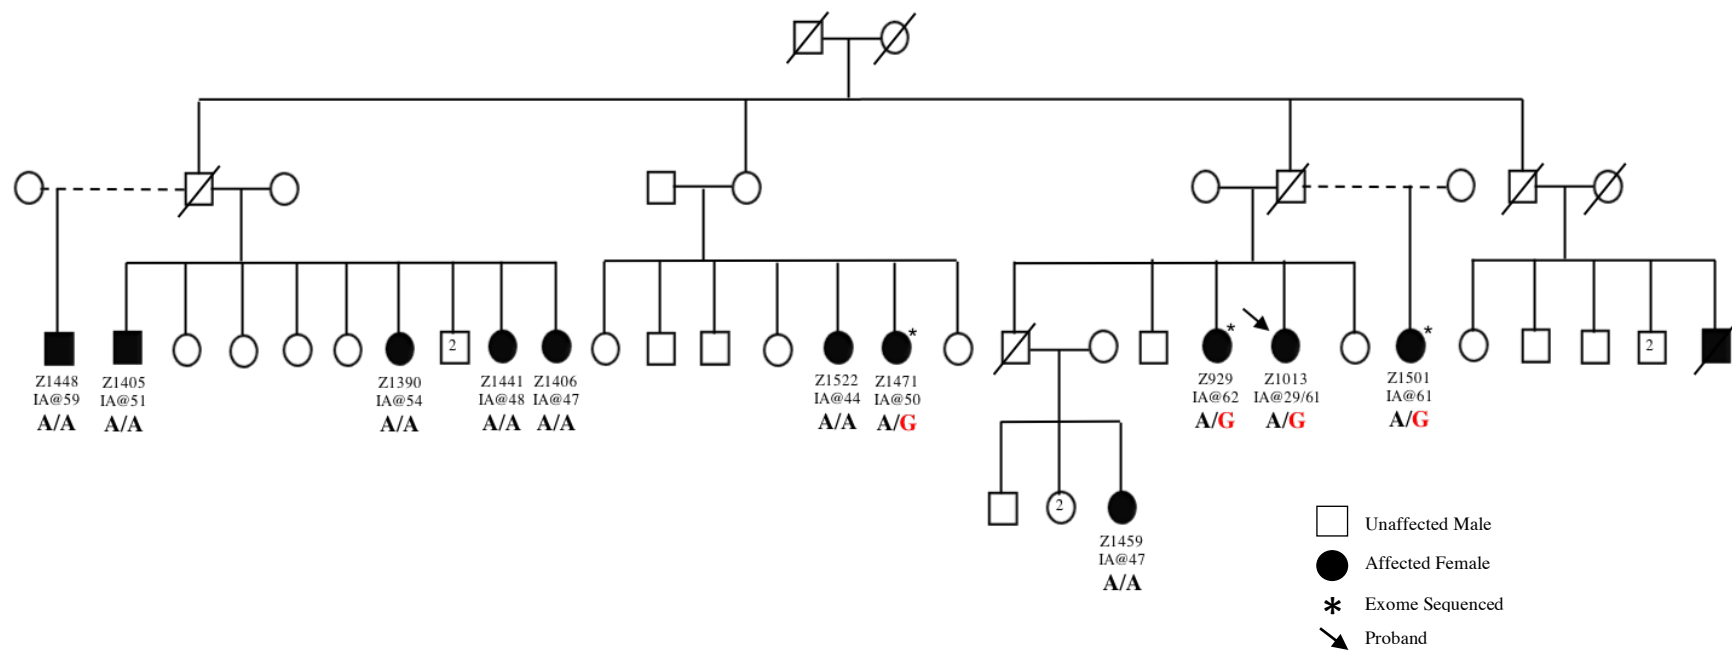 2
2
* * *
Z1448 Z1405 Z1390 Z1441 Z1406 Z1522 Z1471 Z929 Z1013 Z1501
IA@59 IA@51 IA@54 IA@48 IA@47 IA@44 IA@50 IA@62 IA@29/61 IA@61
A/A A/A A/A A/A A/A A/A A/G A/G A/G A/G
2
Z1459
IA@47
A/A
Unaffected Male
Affected Female
* Exome Sequenced
Proband